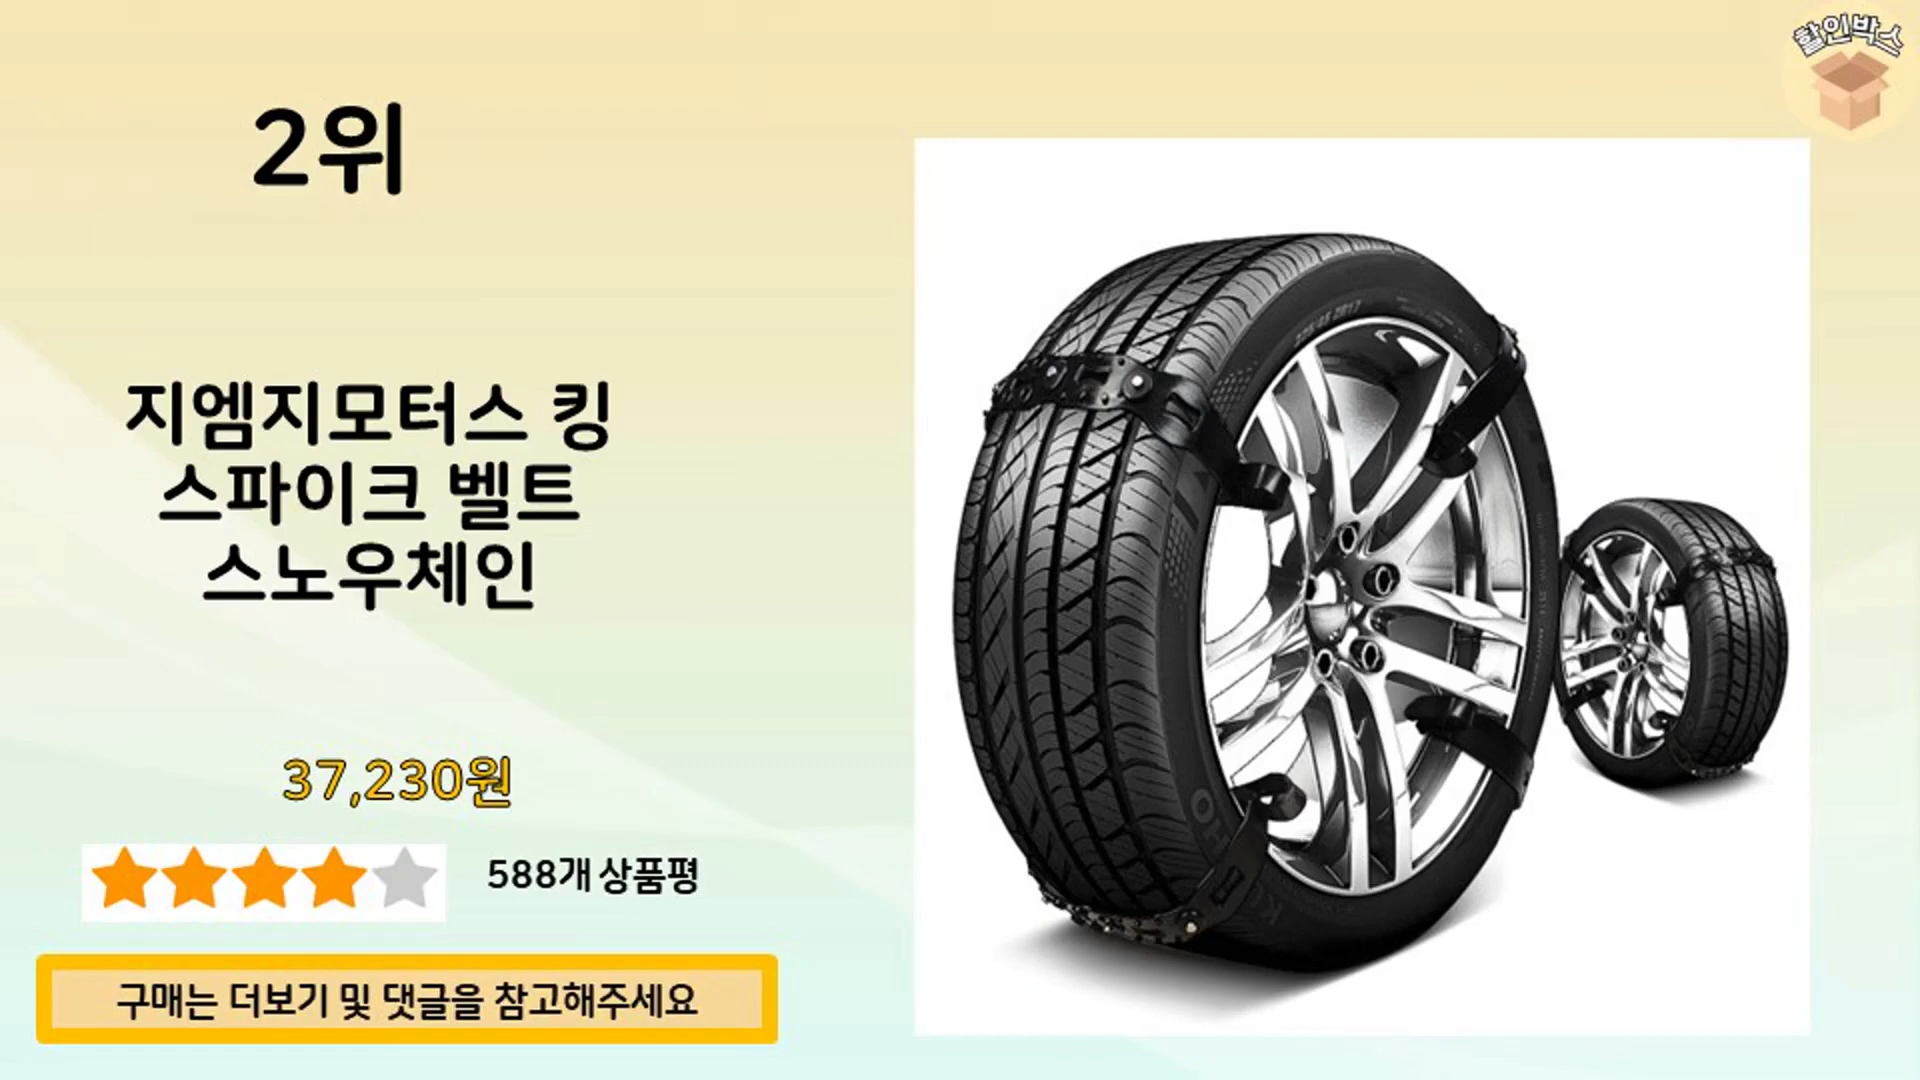 할인박스
2위
지엠지모터스 킹
스파이크 벨트
스노우체인
37,230원
588개 상품평
구매는 더보기 및 댓글을 참고해주세요